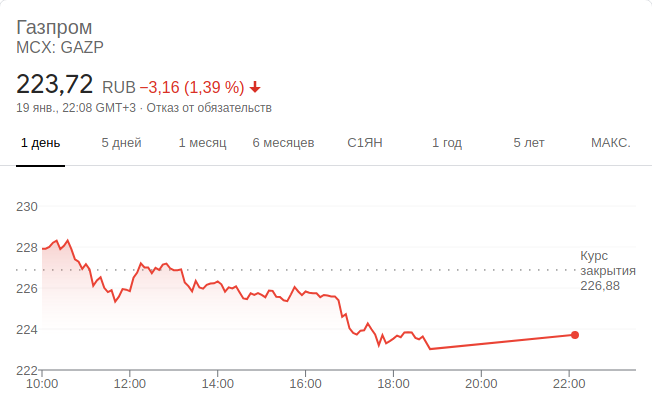 Газпром
MCX: GAZP
223,72 RUB −3,16 (1,39 %)
19 янв., 22:08 GMT+3 · Отказ от обязательств
1 день 5 дней 1 месяц 6 месяцев С1ЯН 1 год 5 лет МАКС.
230
228
Курс
закрытия
226,88
226
224
222
10:00 12:00 14:00 16:00 18:00 20:00 22:00